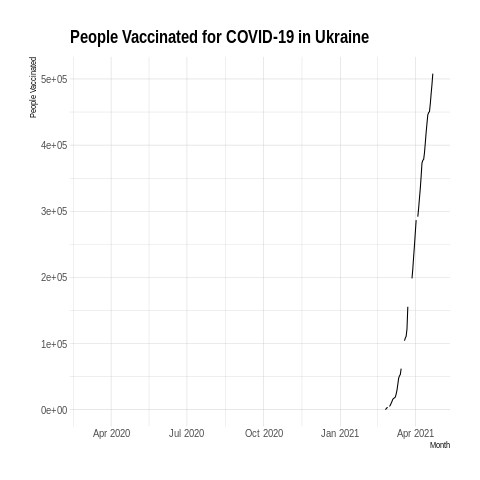 People Vaccinated for COVID-19 in Ukraine
People Vaccinated
5e+05
4e+05
3e+05
2e+05
1e+05
0e+00
Apr 2020 Jul 2020 Oct 2020 Jan 2021 Apr 2021
Month